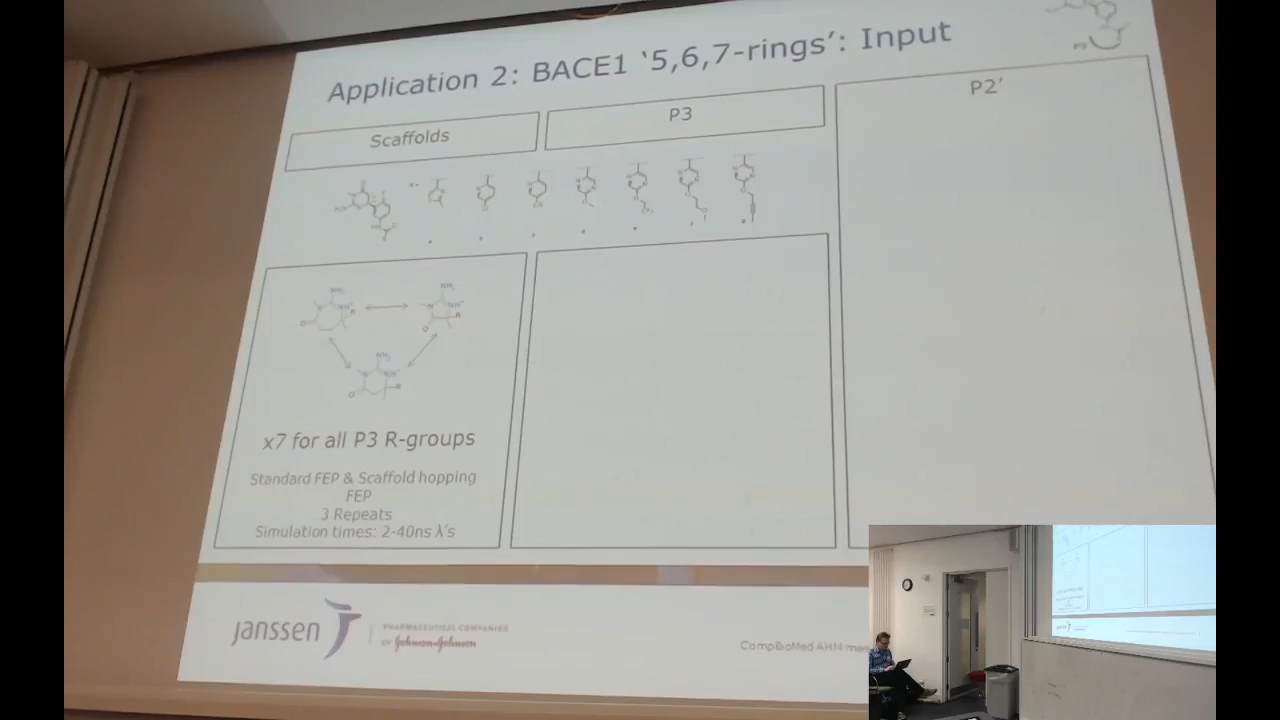 Application 2: BACE1 ‘5,6,7-rings’: Input
Scaffolds
P3
P2’
x7 for all P3 R-groups
Standard FEP & Scaffold hopping
FEP
3 Repeats
Simulation times: 2-40ns λ’s
janssen
PHARMACEUTICAL COMPANIES
OF Johnson&Johnson
CompBioMed AHM